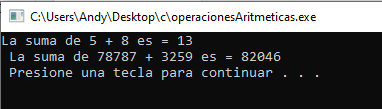 C:\Users\Andy\Desktop\c\operacionesAritmeticas.exe
La suma de 5 + 8 es = 13
La suma de 78787 + 3259 es = 82046
Presione una tecla para continuar . . .